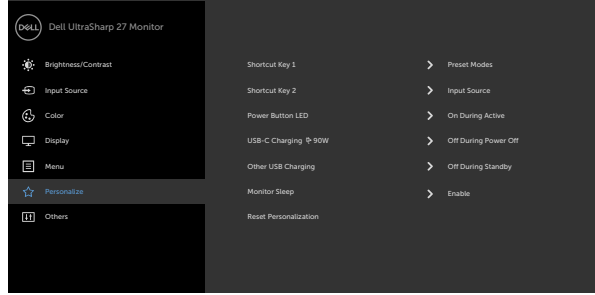 DELL Dell UltraSharp 27 Monitor
Brightness/Contrast
Input Source
Color
Display
Menu
Personalize
Others
Shortcut Key 1 Preset Modes
Shortcut Key 2 Input Source
Power Button LED On During Active
USB-C Charging 90W Off During Power Off
Other USB Charging Off During Standby
Monitor Sleep Enable
Reset Personalization